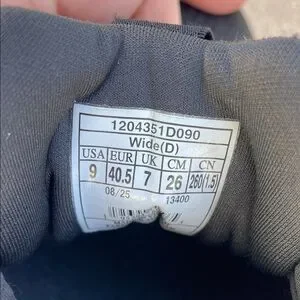 1204351D090
Wide(D)
USA EUR UK CM CN
9 40.5 7 26 260(1.5)
08/25 13400